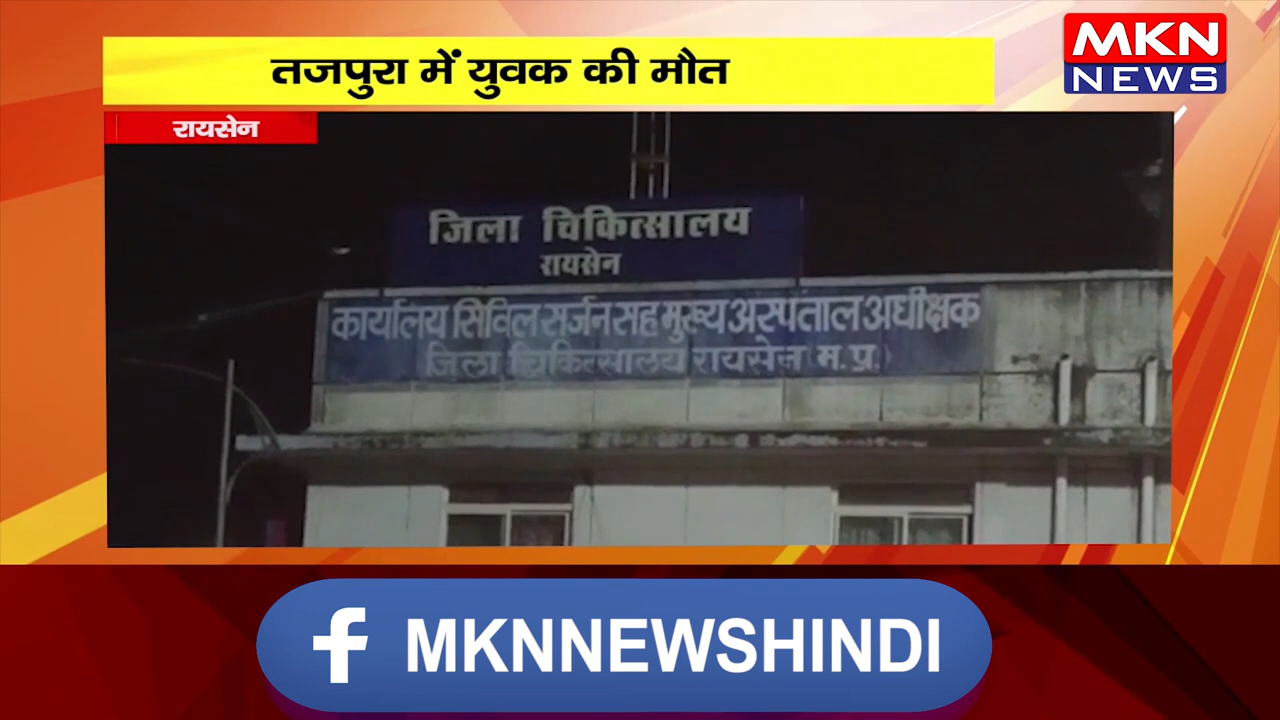 तजपुरा में युवक की मौत
MKN
NEWS
रायसेन
जिला चिकित्सालय
रायसेन
कार्यालय सिविल सर्जन सह मुख्य अस्पताल अधीक्षक
जिला चिकित्सालय रायसेन (म.प्र.)
f MKNNEWSHINDI